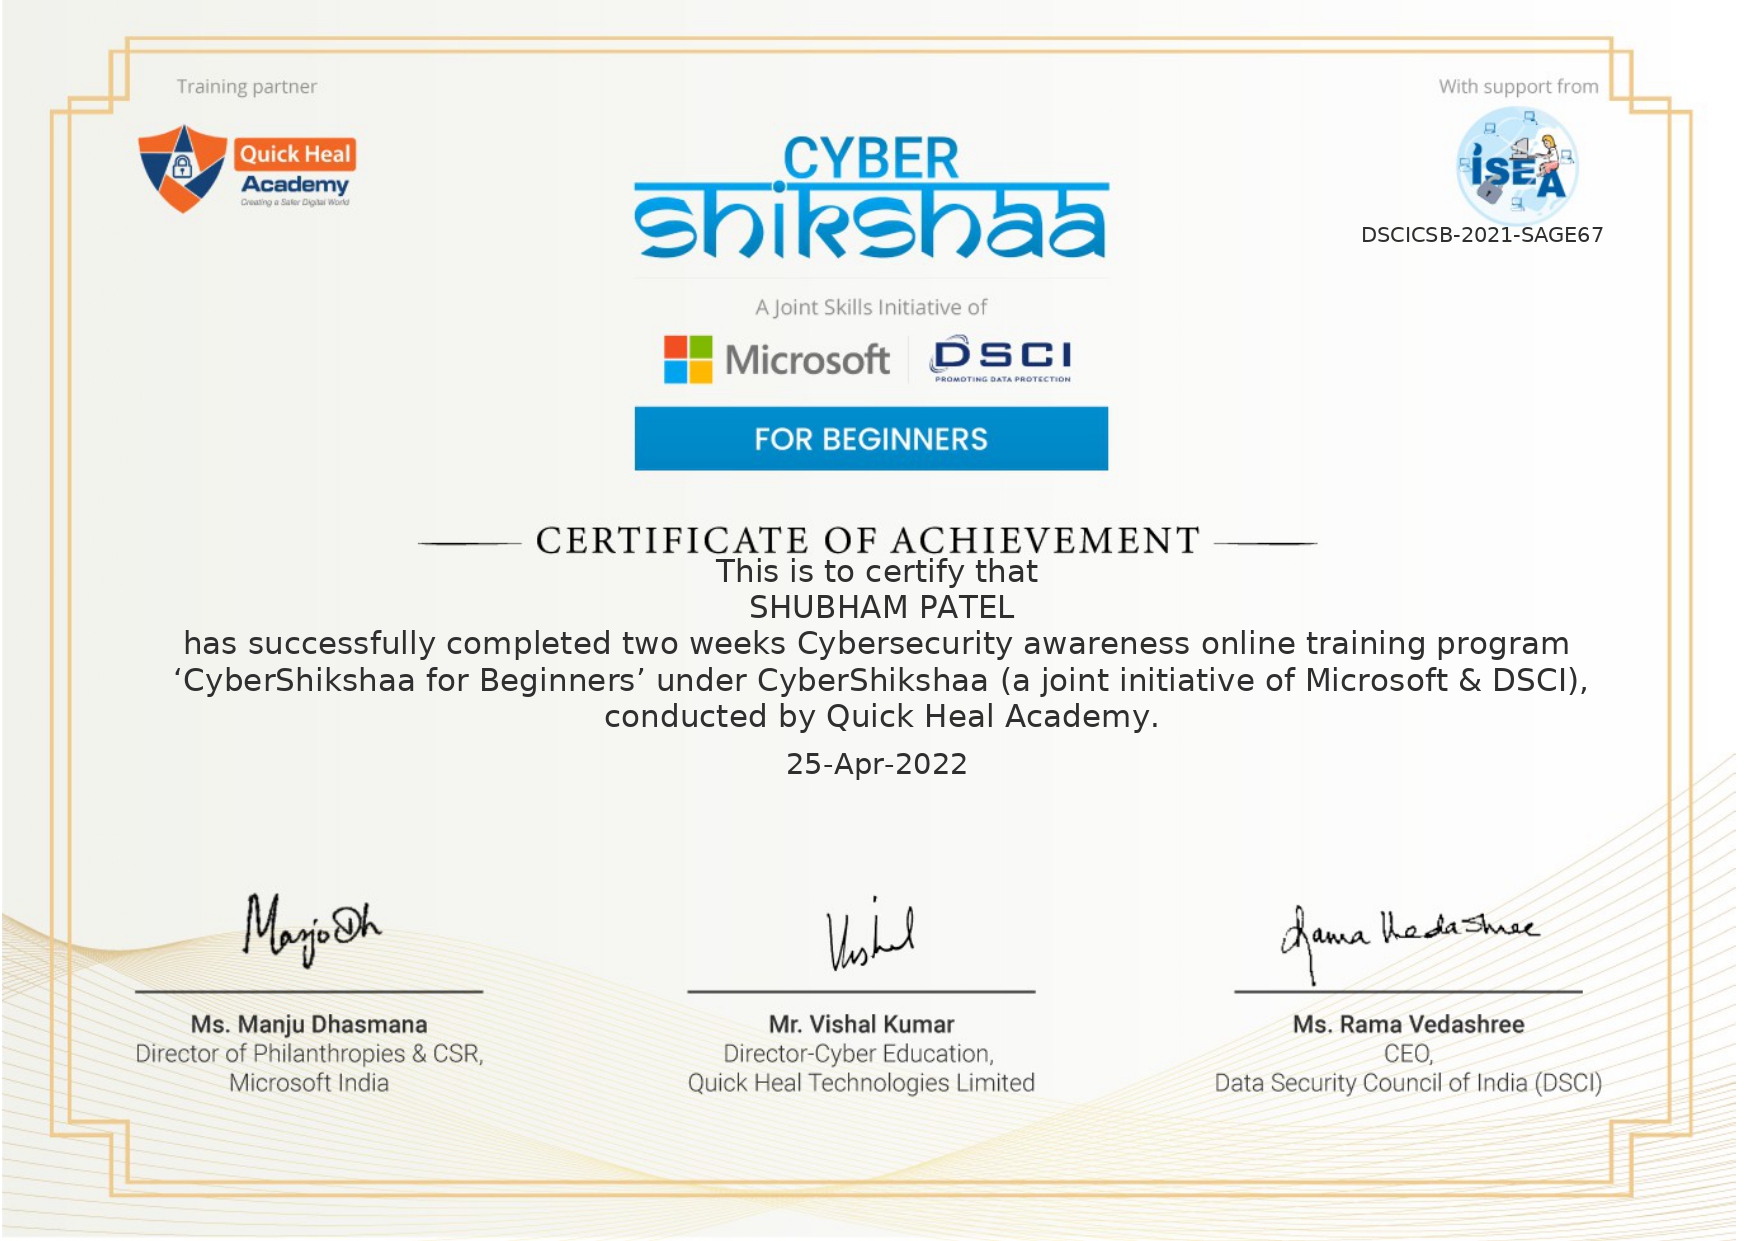 Training partner
With support from
Quick Heal
Academy
Creating a Safer Digital World
CYBER
shikshaa
ISEA
DSCICSB-2021-SAGE67
A Joint Skills Initiative of
Microsoft
DSCI
PROMOTING DATA PROTECTION
FOR BEGINNERS
CERTIFICATE OF ACHIEVEMENT
This is to certify that
SHUBHAM PATEL
has successfully completed two weeks Cybersecurity awareness online training program
‘CyberShikshaa for Beginners’ under CyberShikshaa (a joint initiative of Microsoft & DSCI),
conducted by Quick Heal Academy.
25-Apr-2022
ManjoDh
Vishal
Rama Vedashree
Ms. Manju Dhasmana
Director of Philanthropies & CSR,
Microsoft India
Mr. Vishal Kumar
Director-Cyber Education,
Quick Heal Technologies Limited
Ms. Rama Vedashree
CEO,
Data Security Council of India (DSCI)